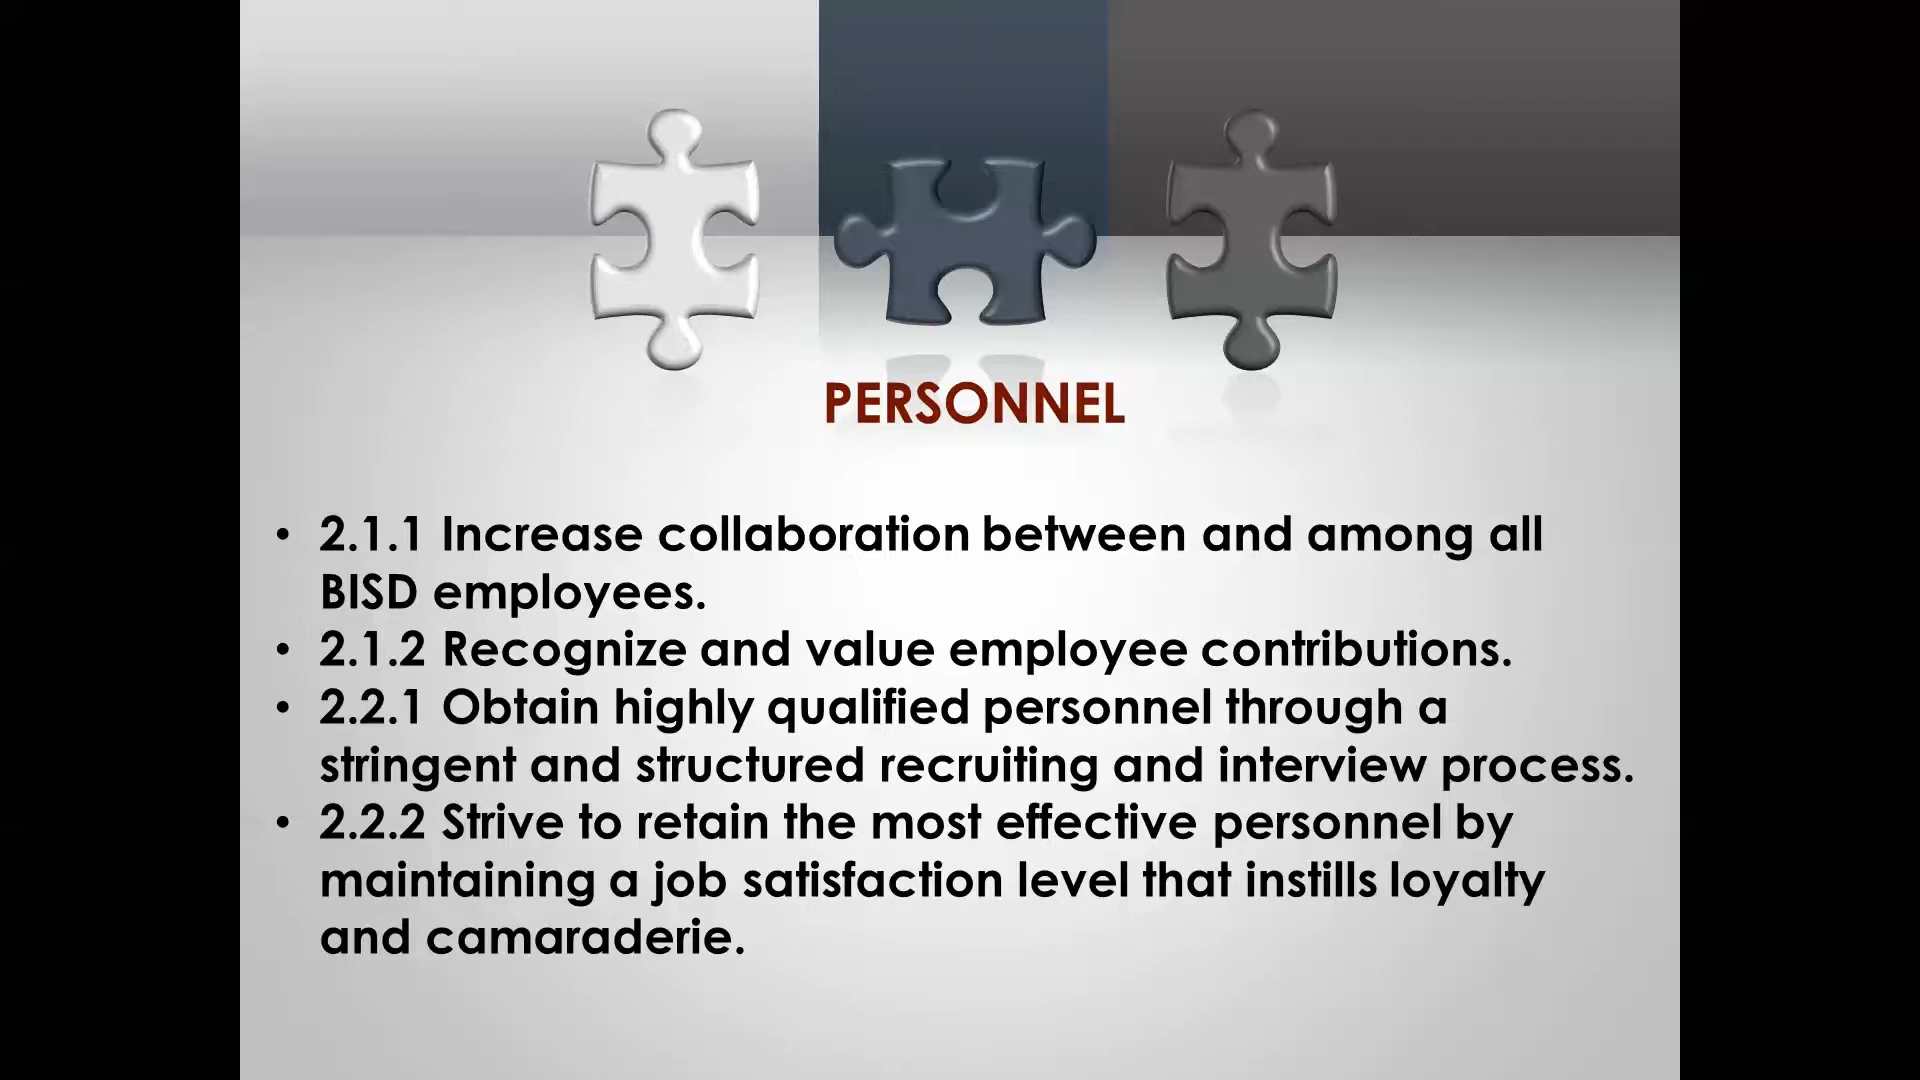 PERSONNEL
• 2.1.1 Increase collaboration between and among all
BISD employees.
• 2.1.2 Recognize and value employee contributions.
• 2.2.1 Obtain highly qualified personnel through a
stringent and structured recruiting and interview process.
• 2.2.2 Strive to retain the most effective personnel by
maintaining a job satisfaction level that instills loyalty
and camaraderie.